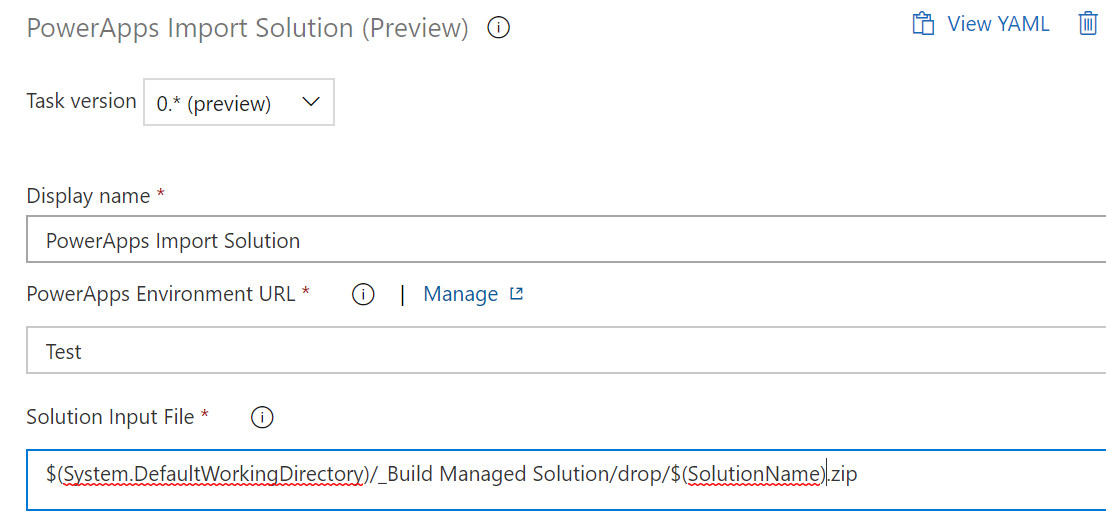 PowerApps Import Solution (Preview) View YAML
Task version 0.* (preview)
Display name *
PowerApps Import Solution
PowerApps Environment URL * | Manage
Test
Solution Input File *
$(System.DefaultWorkingDirectory)/_Build Managed Solution/drop/$(SolutionName).zip